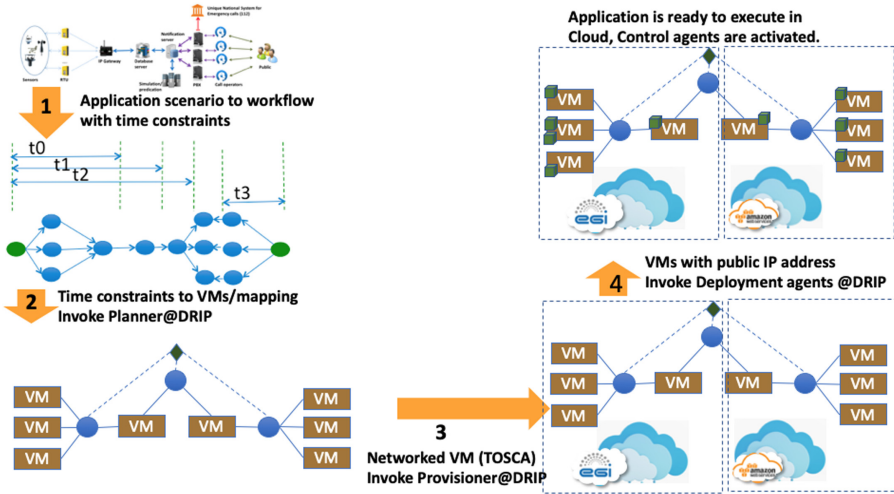 Unique National System for
Emergency calls (112)
Notification
server
IP Gateway
Database
server
Sensors
RTU
Simulation/
predication
PBX
Call operators
Public
1
Application scenario to workflow
with time constraints
t0
t1
t2
t3
2
Time constraints to VMs/mapping
Invoke Planner@DRIP
VM
VM
VM
VM
VM
VM
VM
VM
3
Networked VM (TOSCA)
Invoke Provisioner@DRIP
VM
VM
VM
VM
VM
VM
VM
VM
egi
amazon
web services
4
VMs with public IP address
Invoke Deployment agents @DRIP
Application is ready to execute in
Cloud, Control agents are activated.
VM
VM
VM
VM
VM
VM
VM
VM
egi
amazon
web services